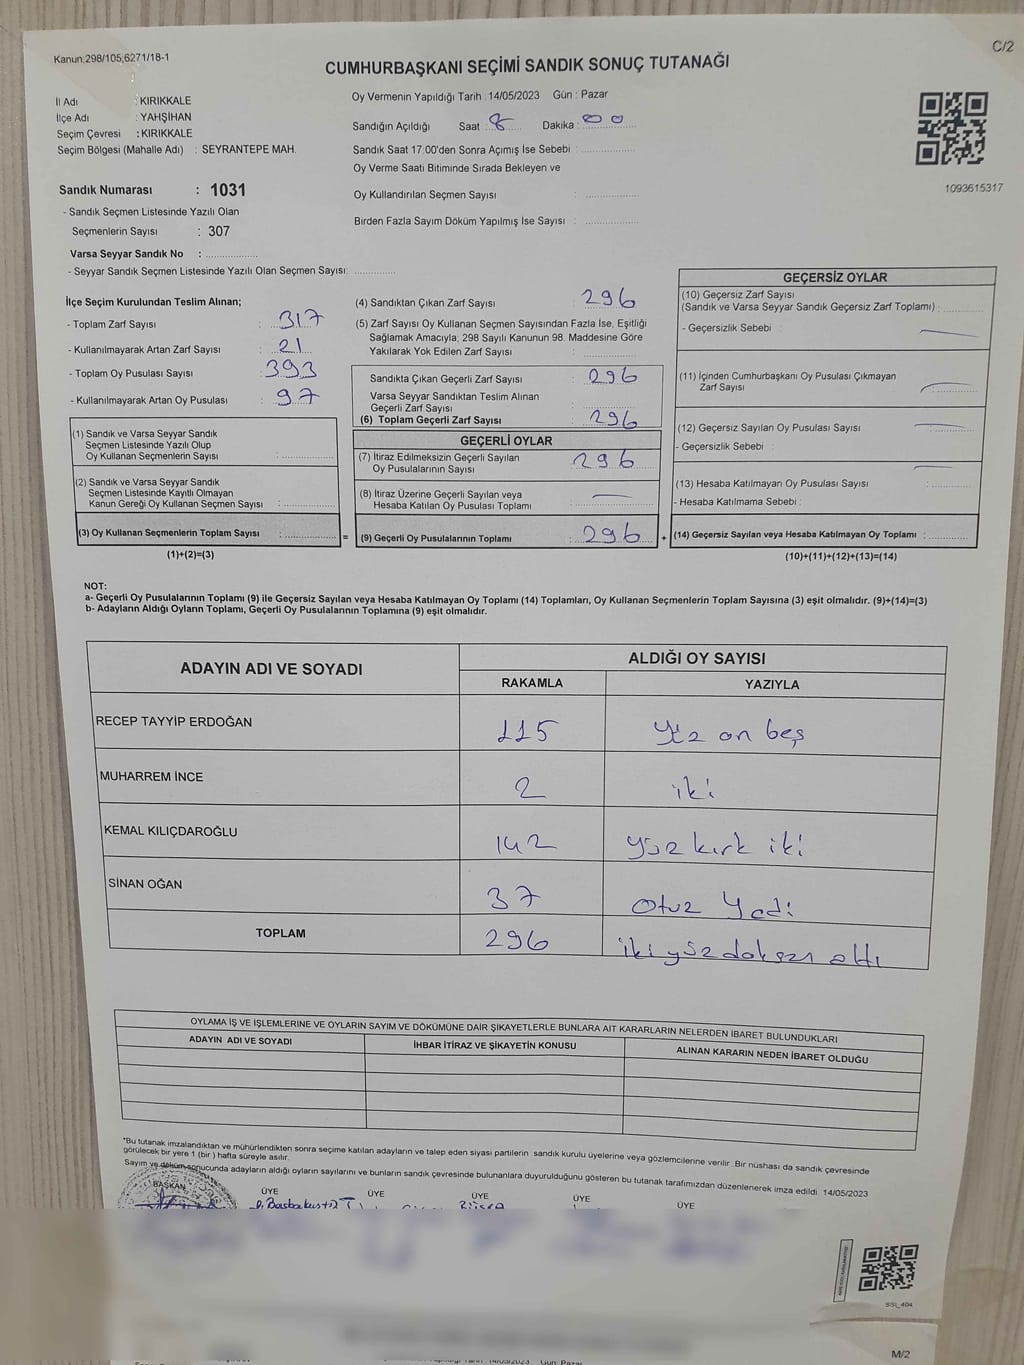 C/2
Kanun:298/105;6271/18-1
CUMHURBAŞKANI SEÇİMİ SANDIK SONUÇ TUTANAĞI
İl Adı : KIRIKKALE
İlçe Adı : YAHŞİHAN
Seçim Çevresi : KIRIKKALE
Seçim Bölgesi (Mahalle Adı) : SEYRANTEPE MAH.
Sandık Numarası : 1031
- Sandık Seçmen Listesinde Yazılı Olan
Seçmenlerin Sayısı : 307
Varsa Seyyar Sandık No :
- Seyyar Sandık Seçmen Listesinde Yazılı Olan Seçmen Sayısı:
Oy Vermenin Yapıldığı Tarih : 14/05/2023 Gün : Pazar
Sandığın Açıldığı Saat : 8 Dakika : 00
Sandık Saat 17:00'den Sonra Açımış İse Sebebi :
Oy Verme Saati Bitiminde Sırada Bekleyen ve
Oy Kullandırılan Seçmen Sayısı :
Birden Fazla Sayım Döküm Yapılmış İse Sayısı :
1093615317
İlçe Seçim Kurulundan Teslim Alınan;
- Toplam Zarf Sayısı : 317
- Kullanılmayarak Artan Zarf Sayısı : 21
- Toplam Oy Pusulası Sayısı : 393
- Kullanılmayarak Artan Oy Pusulası : 97
(1) Sandık ve Varsa Seyyar Sandık
Seçmen Listesinde Yazılı Olup
Oy Kullanan Seçmenlerin Sayısı :
(2) Sandık ve Varsa Seyyar Sandık
Seçmen Listesinde Kayıtlı Olmayan
Kanun Gereği Oy Kullanan Seçmen Sayısı :
(3) Oy Kullanan Seçmenlerin Toplam Sayısı :
(1)+(2)=(3)
(4) Sandıktan Çıkan Zarf Sayısı : 296
(5) Zarf Sayısı Oy Kullanan Seçmen Sayısından Fazla İse, Eşitliği
Sağlamak Amacıyla; 298 Sayılı Kanunun 98. Maddesine Göre
Yakılarak Yok Edilen Zarf Sayısı :
Sandıkta Çıkan Geçerli Zarf Sayısı : 296
Varsa Seyyar Sandıktan Teslim Alınan
Geçerli Zarf Sayısı :
(6) Toplam Geçerli Zarf Sayısı : 296
GEÇERLİ OYLAR
(7) İtiraz Edilmeksizin Geçerli Sayılan
Oy Pusulalarının Sayısı : 296
(8) İtiraz Üzerine Geçerli Sayılan veya
Hesaba Katılan Oy Pusulası Toplamı :
= (9) Geçerli Oy Pusulalarının Toplamı : 296 +
GEÇERSİZ OYLAR
(10) Geçersiz Zarf Sayısı
(Sandık ve Varsa Seyyar Sandık Geçersiz Zarf Toplamı) :
- Geçersizlik Sebebi :
(11) İçinden Cumhurbaşkanı Oy Pusulası Çıkmayan
Zarf Sayısı :
(12) Geçersiz Sayılan Oy Pusulası Sayısı :
- Geçersizlik Sebebi :
(13) Hesaba Katılmayan Oy Pusulası Sayısı :
- Hesaba Katılmama Sebebi :
(14) Geçersiz Sayılan veya Hesaba Katılmayan Oy Toplamı :
(10)+(11)+(12)+(13)=(14)
NOT:
a- Geçerli Oy Pusulalarının Toplamı (9) ile Geçersiz Sayılan veya Hesaba Katılmayan Oy Toplamı (14) Toplamları, Oy Kullanan Seçmenlerin Toplam Sayısına (3) eşit olmalıdır. (9)+(14)=(3)
b- Adayların Aldığı Oyların Toplamı, Geçerli Oy Pusulalarının Toplamına (9) eşit olmalıdır.
ADAYIN ADI VE SOYADI ALDIĞI OY SAYISI
RAKAMLA YAZIYLA
RECEP TAYYİP ERDOĞAN 115 Yüz on beş
MUHARREM İNCE 2 iki
KEMAL KILIÇDAROĞLU 142 yüz kırk iki
SİNAN OĞAN 37 Otuz Yedi
TOPLAM 296 iki yüz doksan altı
OYLAMA İŞ VE İŞLEMLERİNE VE OYLARIN SAYIM VE DÖKÜMÜNE DAİR ŞİKAYETLERLE BUNLARA AİT KARARLARIN NELERDEN İBARET BULUNDUKLARI
ADAYIN ADI VE SOYADI İHBAR İTİRAZ VE ŞİKAYETİN KONUSU ALINAN KARARIN NEDEN İBARET OLDUĞU
*Bu tutanak imzalandıktan ve mühürlendikten sonra seçime katılan adayların ve talep eden siyasi partilerin sandık kurulu üyelerine veya gözlemcilerine verilir. Bir nüshası da sandık çevresinde
görülecek bir yere 1 (bir) hafta süreyle asılır.
Sayım ve döküm sonucunda adayların aldığı oyların sayılarını ve bunların sandık çevresinde bulunanlara duyurulduğunu gösteren bu tutanak tarafımızdan düzenlenerek imza edildi. 14/05/2023
BAŞKAN ÜYE ÜYE ÜYE ÜYE ÜYE
Büşra
SSL_404
M/2
14/05/2023 Gün Pazar